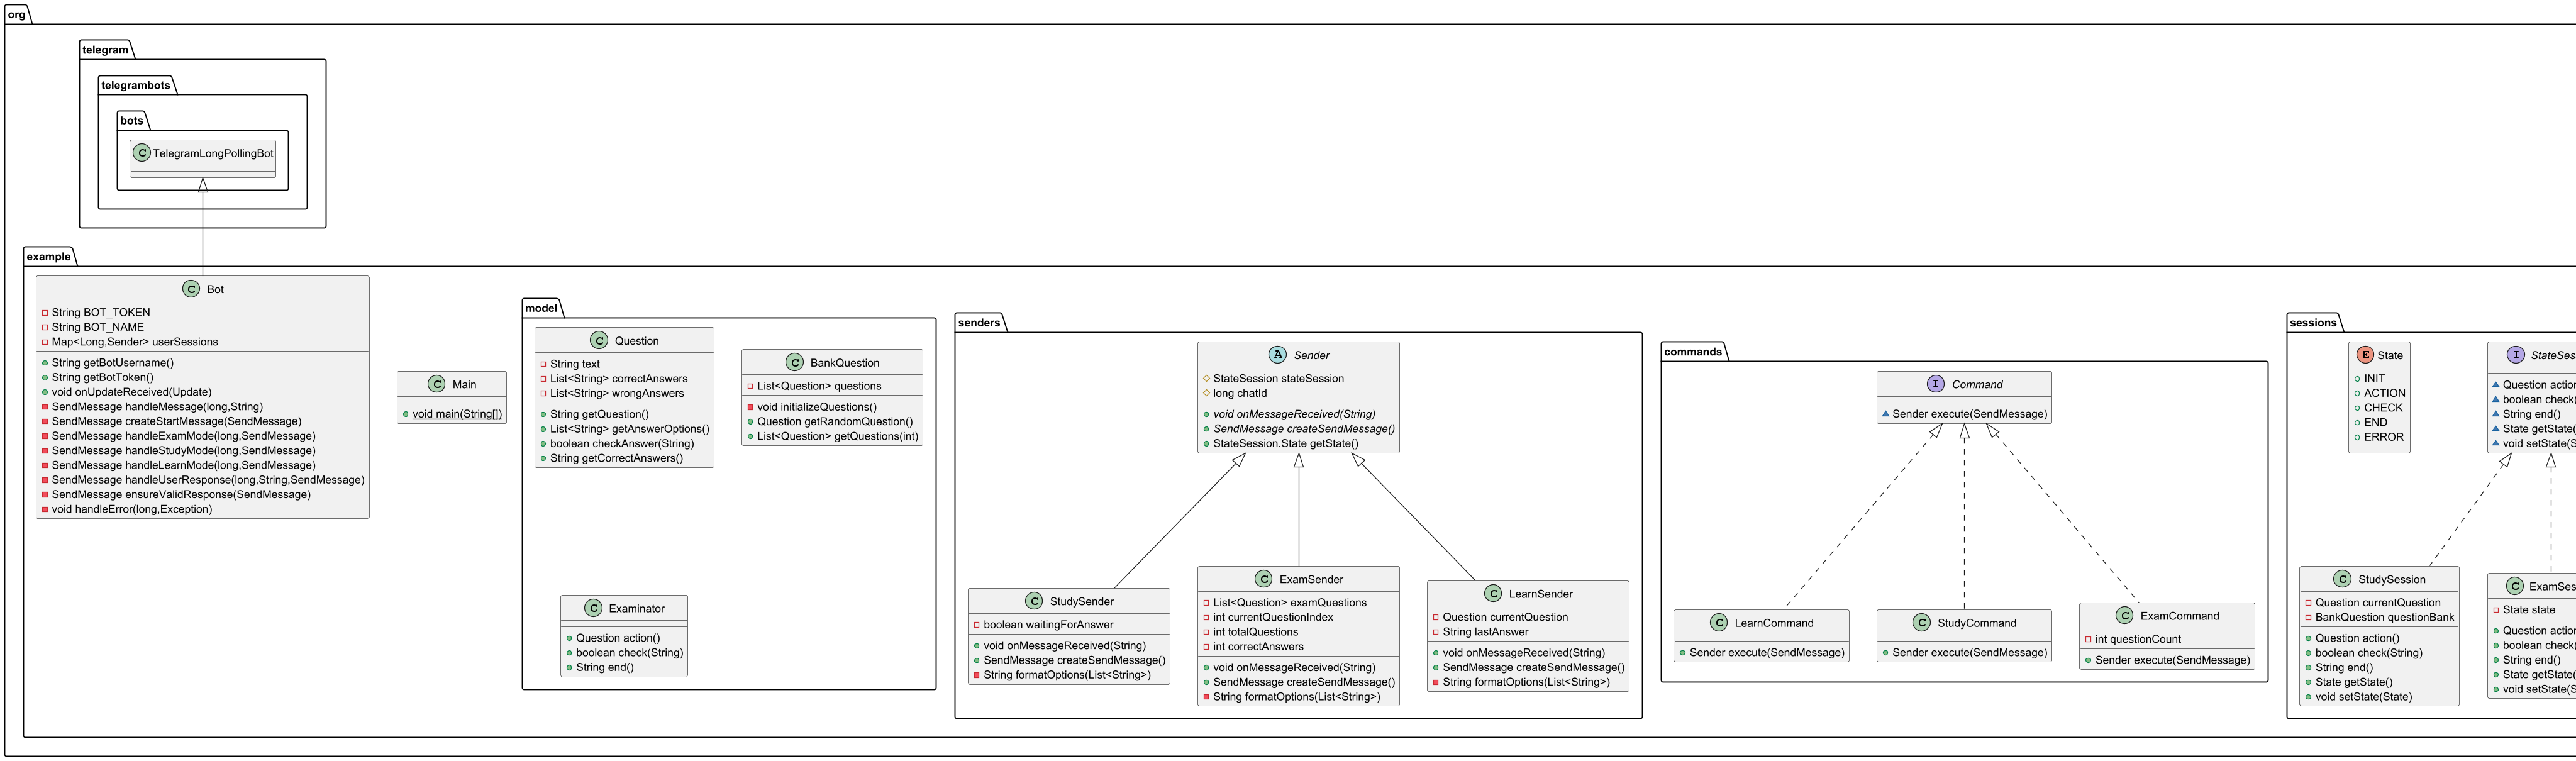 org
telegram
telegrambots
bots
C TelegramLongPollingBot
example
C Bot
String BOT_TOKEN
String BOT_NAME
Map<Long,Sender> userSessions
String getBotUsername()
String getBotToken()
void onUpdateReceived(Update)
SendMessage handleMessage(long,String)
SendMessage createStartMessage(SendMessage)
SendMessage handleExamMode(long,SendMessage)
SendMessage handleStudyMode(long,SendMessage)
SendMessage handleLearnMode(long,SendMessage)
SendMessage handleUserResponse(long,String,SendMessage)
SendMessage ensureValidResponse(SendMessage)
void handleError(long,Exception)
C Main
void main(String[])
model
C Question
String text
List<String> correctAnswers
List<String> wrongAnswers
String getQuestion()
List<String> getAnswerOptions()
boolean checkAnswer(String)
String getCorrectAnswers()
C BankQuestion
List<Question> questions
void initializeQuestions()
Question getRandomQuestion()
List<Question> getQuestions(int)
C Examinator
Question action()
boolean check(String)
String end()
senders
A Sender
StateSession stateSession
long chatId
void onMessageReceived(String)
SendMessage createSendMessage()
StateSession.State getState()
C StudySender
boolean waitingForAnswer
void onMessageReceived(String)
SendMessage createSendMessage()
String formatOptions(List<String>)
C ExamSender
List<Question> examQuestions
int currentQuestionIndex
int totalQuestions
int correctAnswers
void onMessageReceived(String)
SendMessage createSendMessage()
String formatOptions(List<String>)
C LearnSender
Question currentQuestion
String lastAnswer
void onMessageReceived(String)
SendMessage createSendMessage()
String formatOptions(List<String>)
commands
I Command
Sender execute(SendMessage)
C LearnCommand
Sender execute(SendMessage)
C StudyCommand
Sender execute(SendMessage)
C ExamCommand
int questionCount
Sender execute(SendMessage)
sessions
E State
INIT
ACTION
CHECK
END
ERROR
I StateSes
Question action
boolean check(
String end()
State getState(
void setState(S
C StudySession
Question currentQuestion
BankQuestion questionBank
Question action()
boolean check(String)
String end()
State getState()
void setState(State)
C ExamSes
State state
Question action
boolean check(
String end()
State getState(
void setState(S